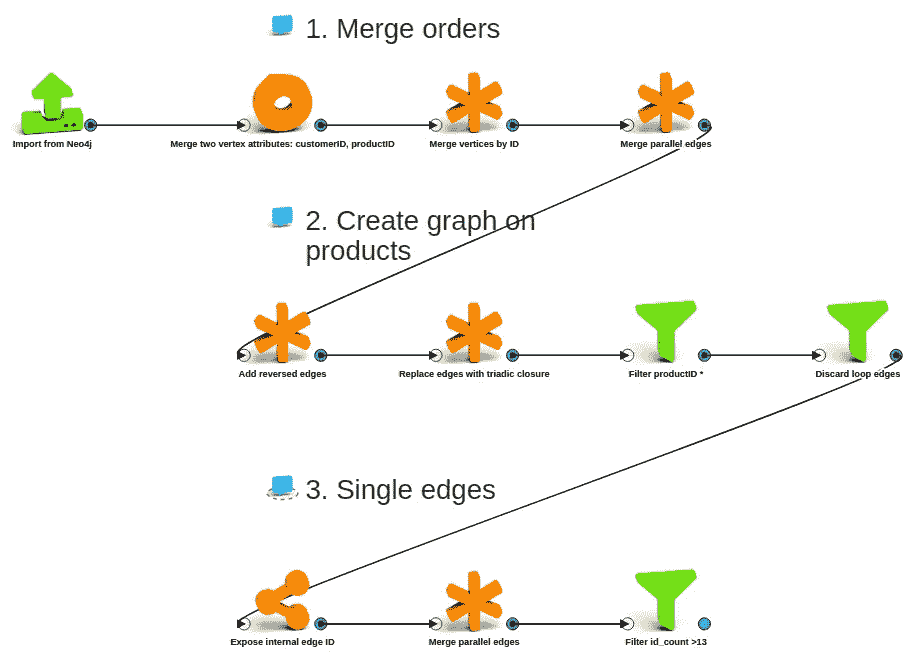 1. Merge orders
Import from Neo4j
Merge two vertex attributes: customerID, productID
Merge vertices by ID
Merge parallel edges
2. Create graph on
products
Add reversed edges
Replace edges with triadic closure
Filter productID *
Discard loop edges
3. Single edges
Expose internal edge ID
Merge parallel edges
Filter id_count >13